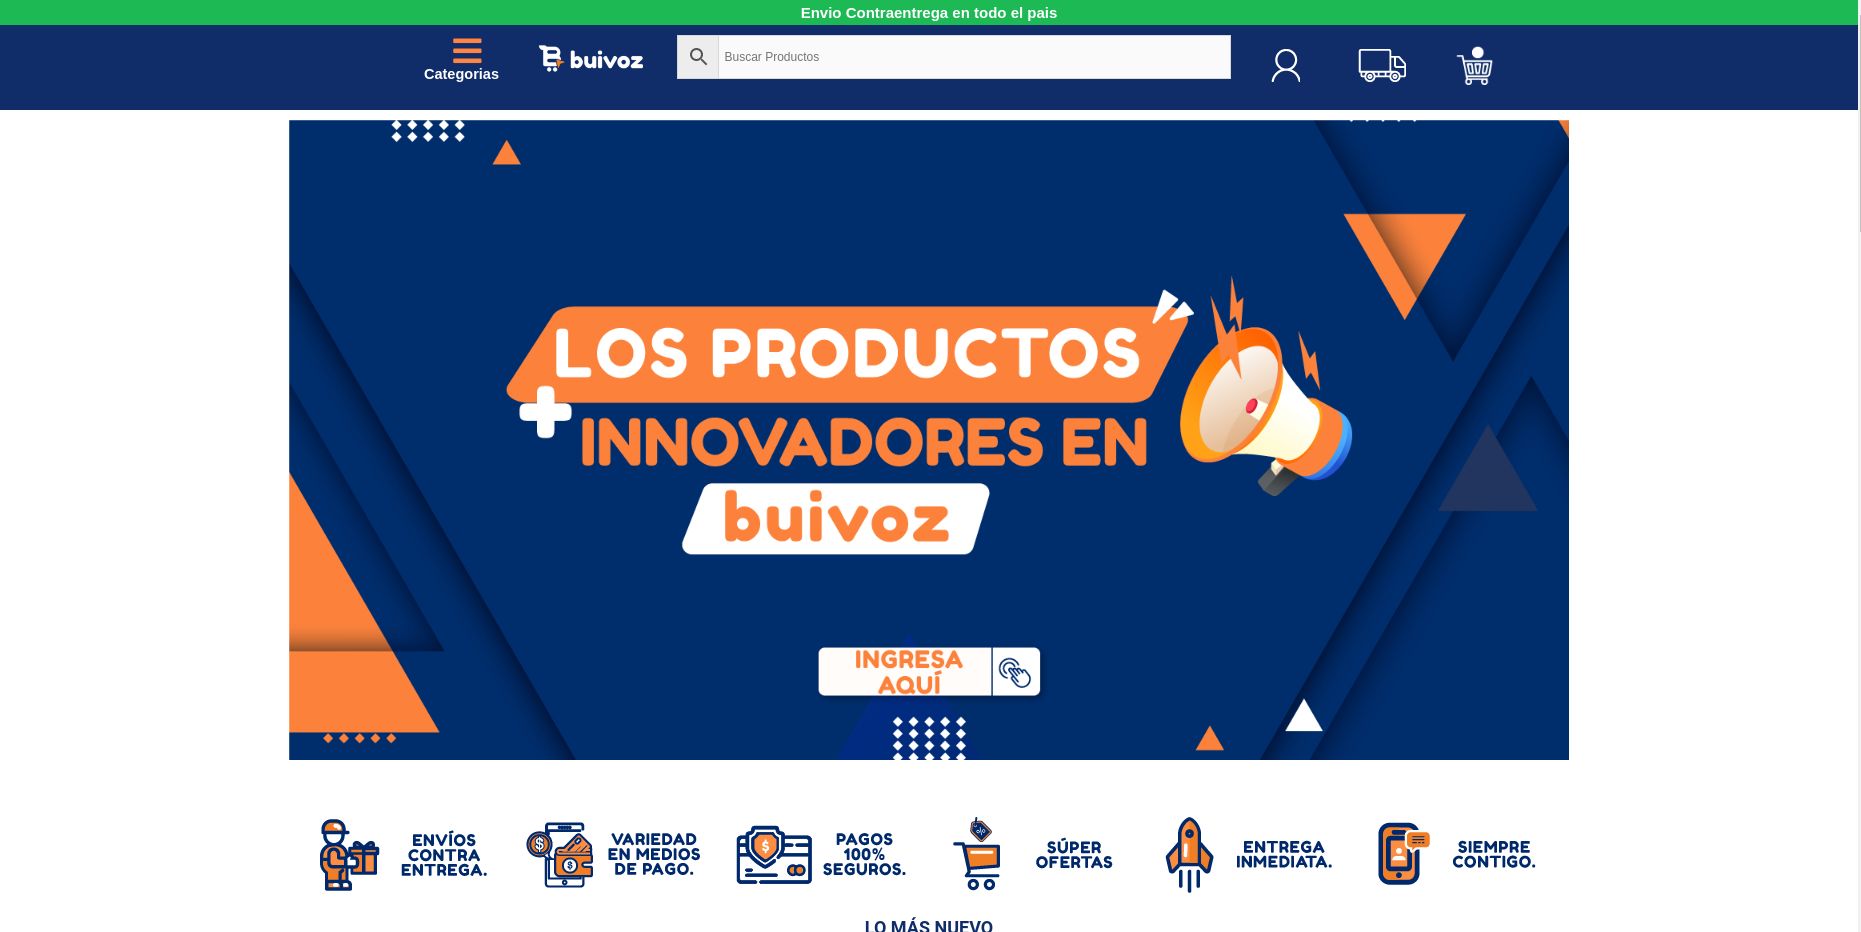 Envio Contraentrega en todo el pais
Categorias
buivoz
Buscar Productos
LOS PRODUCTOS
+
INNOVADORES EN
buivoz
INGRESA
AQUÍ
ENVÍOS
CONTRA
ENTREGA.
VARIEDAD
EN MEDIOS
DE PAGO.
PAGOS
100%
SEGUROS.
SÚPER
OFERTAS
ENTREGA
INMEDIATA.
SIEMPRE
CONTIGO.
LO MÁS NUEVO